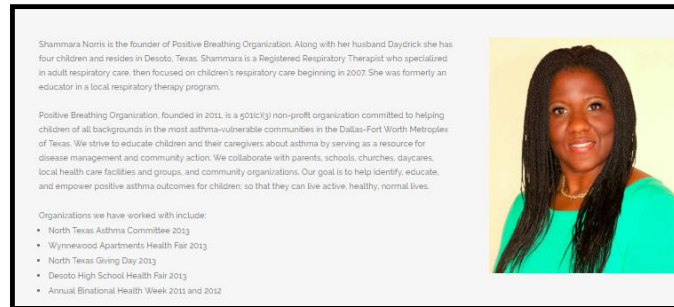 Shammara Norris is the founder of Positive Breathing Organization. Along with her husband Daydrick she has
four children and resides in Desoto, Texas. Shammara is a Registered Respiratory Therapist who specialized
in adult respiratory care, then focused on children's respiratory care beginning in 2007. She was formerly an
educator in a local respiratory therapy program.
Positive Breathing Organization, founded in 2011, is a 501(c)(3) non-profit organization committed to helping
children of all backgrounds in the most asthma-vulnerable communities in the Dallas-Fort Worth Metroplex
of Texas. We strive to educate children and their caregivers about asthma by serving as a resource for
disease management and community action. We collaborate with parents, schools, churches, daycares,
local health care facilities and groups, and community organizations. Our goal is to help identify, educate,
and empower positive asthma outcomes for children; so that they can live active, healthy, normal lives.
Organizations we have worked with include:
• North Texas Asthma Committee 2013
• Wynnewood Apartments Health Fair 2013
• North Texas Giving Day 2013
• Desoto High School Health Fair 2013
• Annual Binational Health Week 2011 and 2012